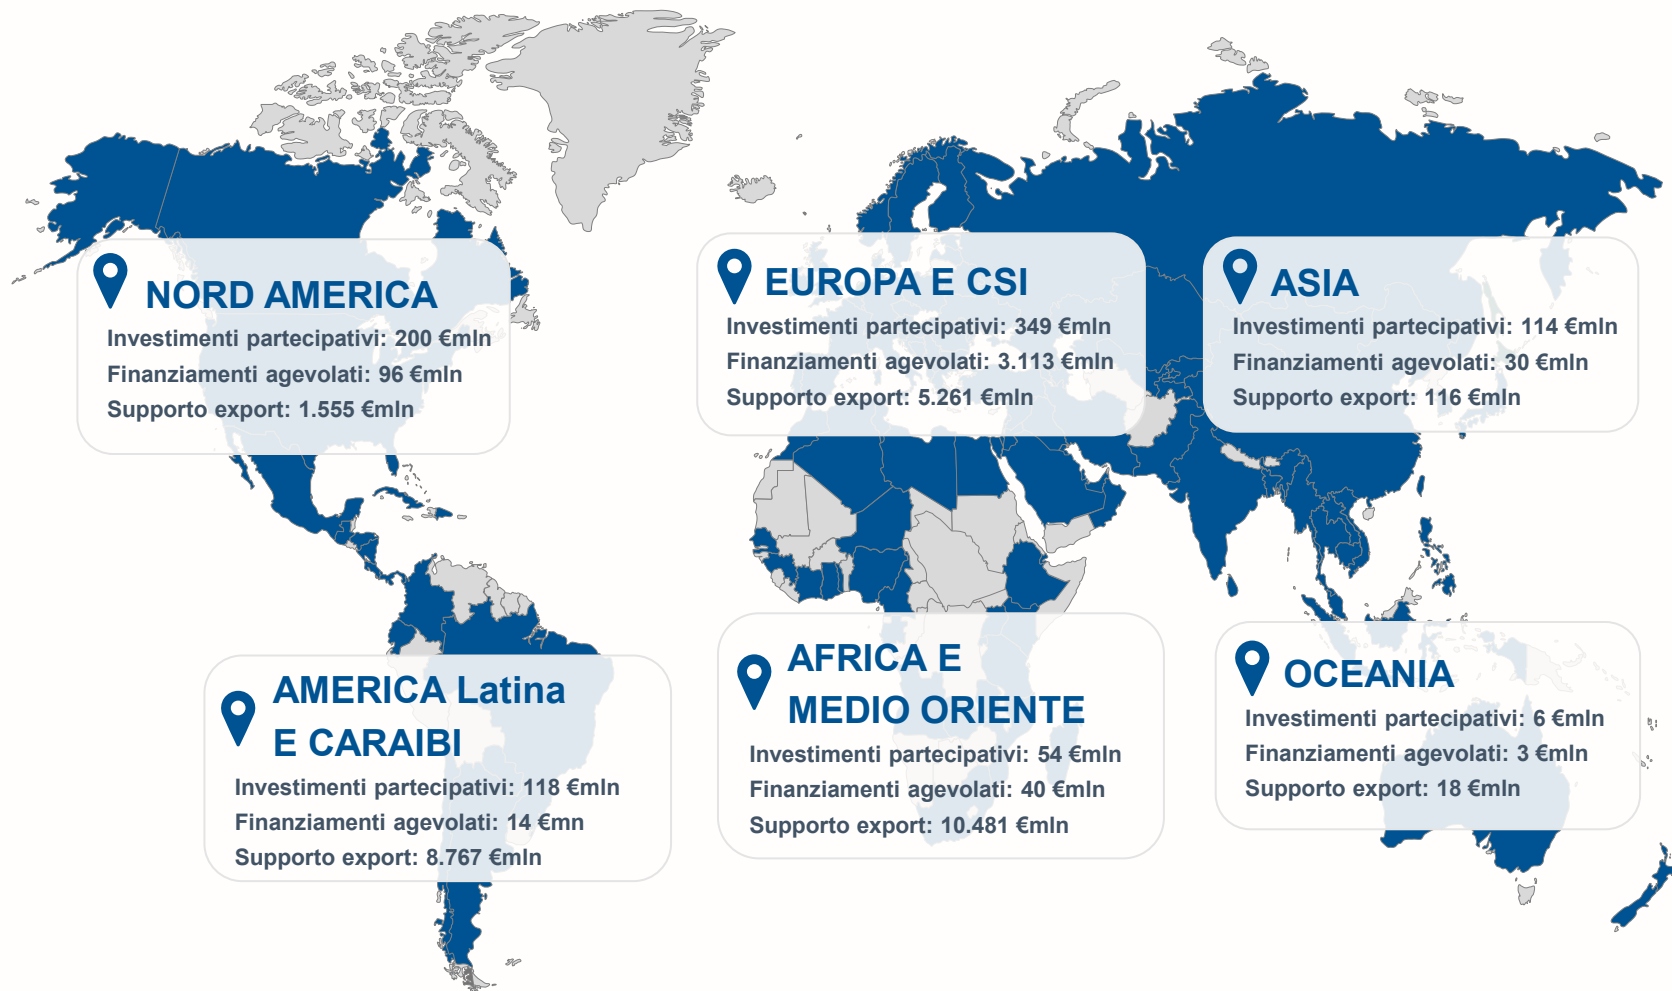 NORD AMERICA
Investimenti partecipativi: 200 €mln
Finanziamenti agevolati: 96 €mln
Supporto export: 1.555 €mln
EUROPA E CSI
Investimenti partecipativi: 349 €mln
Finanziamenti agevolati: 3.113 €mln
Supporto export: 5.261 €mln
ASIA
Investimenti partecipativi: 114 €mln
Finanziamenti agevolati: 30 €mln
Supporto export: 116 €mln
AMERICA Latina
E CARAIBI
Investimenti partecipativi: 118 €mln
Finanziamenti agevolati: 14 €mn
Supporto export: 8.767 €mln
AFRICA E
MEDIO ORIENTE
Investimenti partecipativi: 54 €mln
Finanziamenti agevolati: 40 €mln
Supporto export: 10.481 €mln
OCEANIA
Investimenti partecipativi: 6 €mln
Finanziamenti agevolati: 3 €mln
Supporto export: 18 €mln